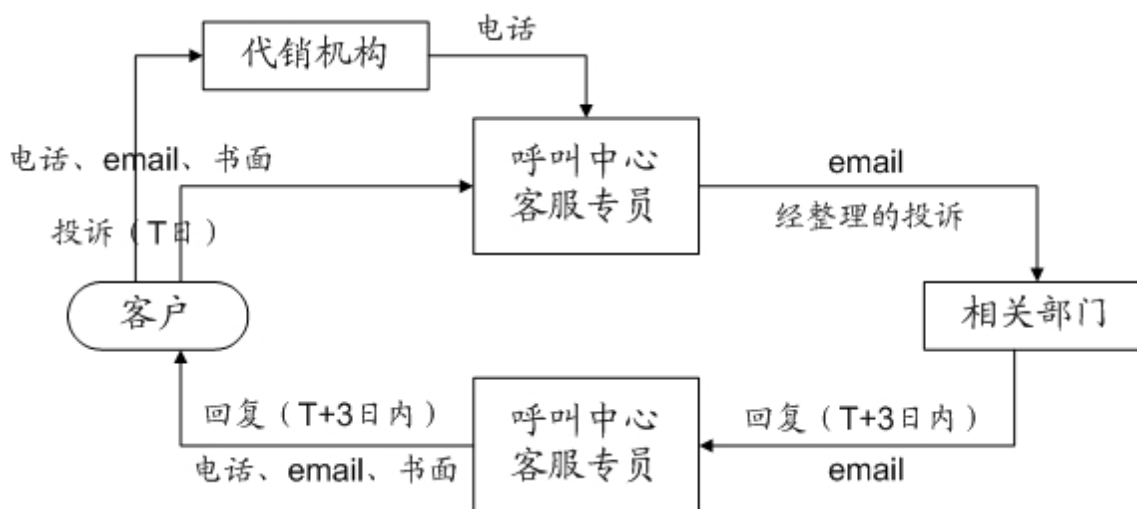 电话
代销机构
呼叫中心
客服专员
电话、email、书面
email
经整理的投诉
投诉（T日）
客户
相关部门
回复（T+3日内）
电话、email、书面
呼叫中心
客服专员
回复（T+3日内）
email